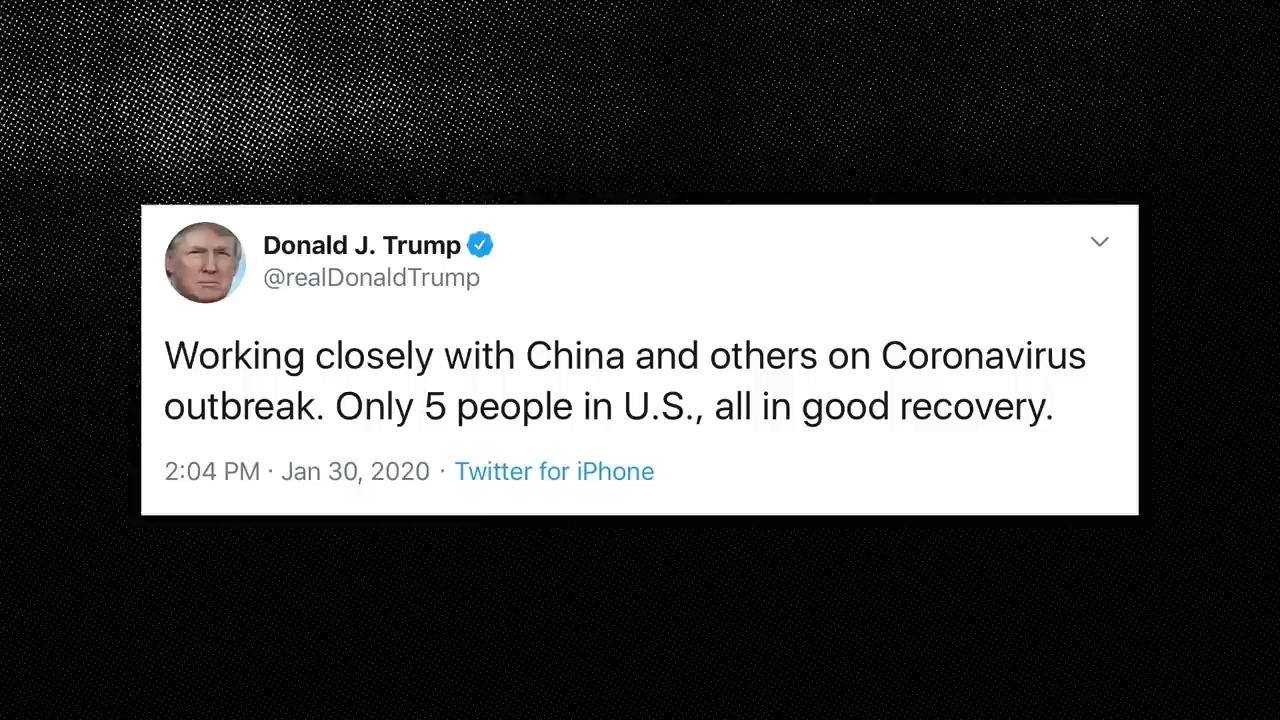 Donald J. Trump
@realDonaldTrump
Working closely with China and others on Coronavirus
outbreak. Only 5 people in U.S., all in good recovery.
2:04 PM · Jan 30, 2020 · Twitter for iPhone